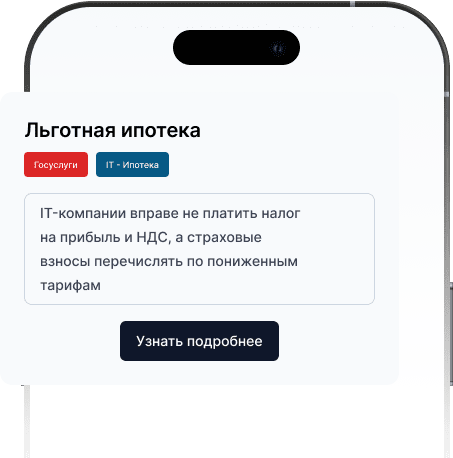 Льготная ипотека
Госуслуги
IT - Ипотека
IT-компании вправе не платить налог
на прибыль и НДС, а страховые
взносы перечислять по пониженным
тарифам
Узнать подробнее